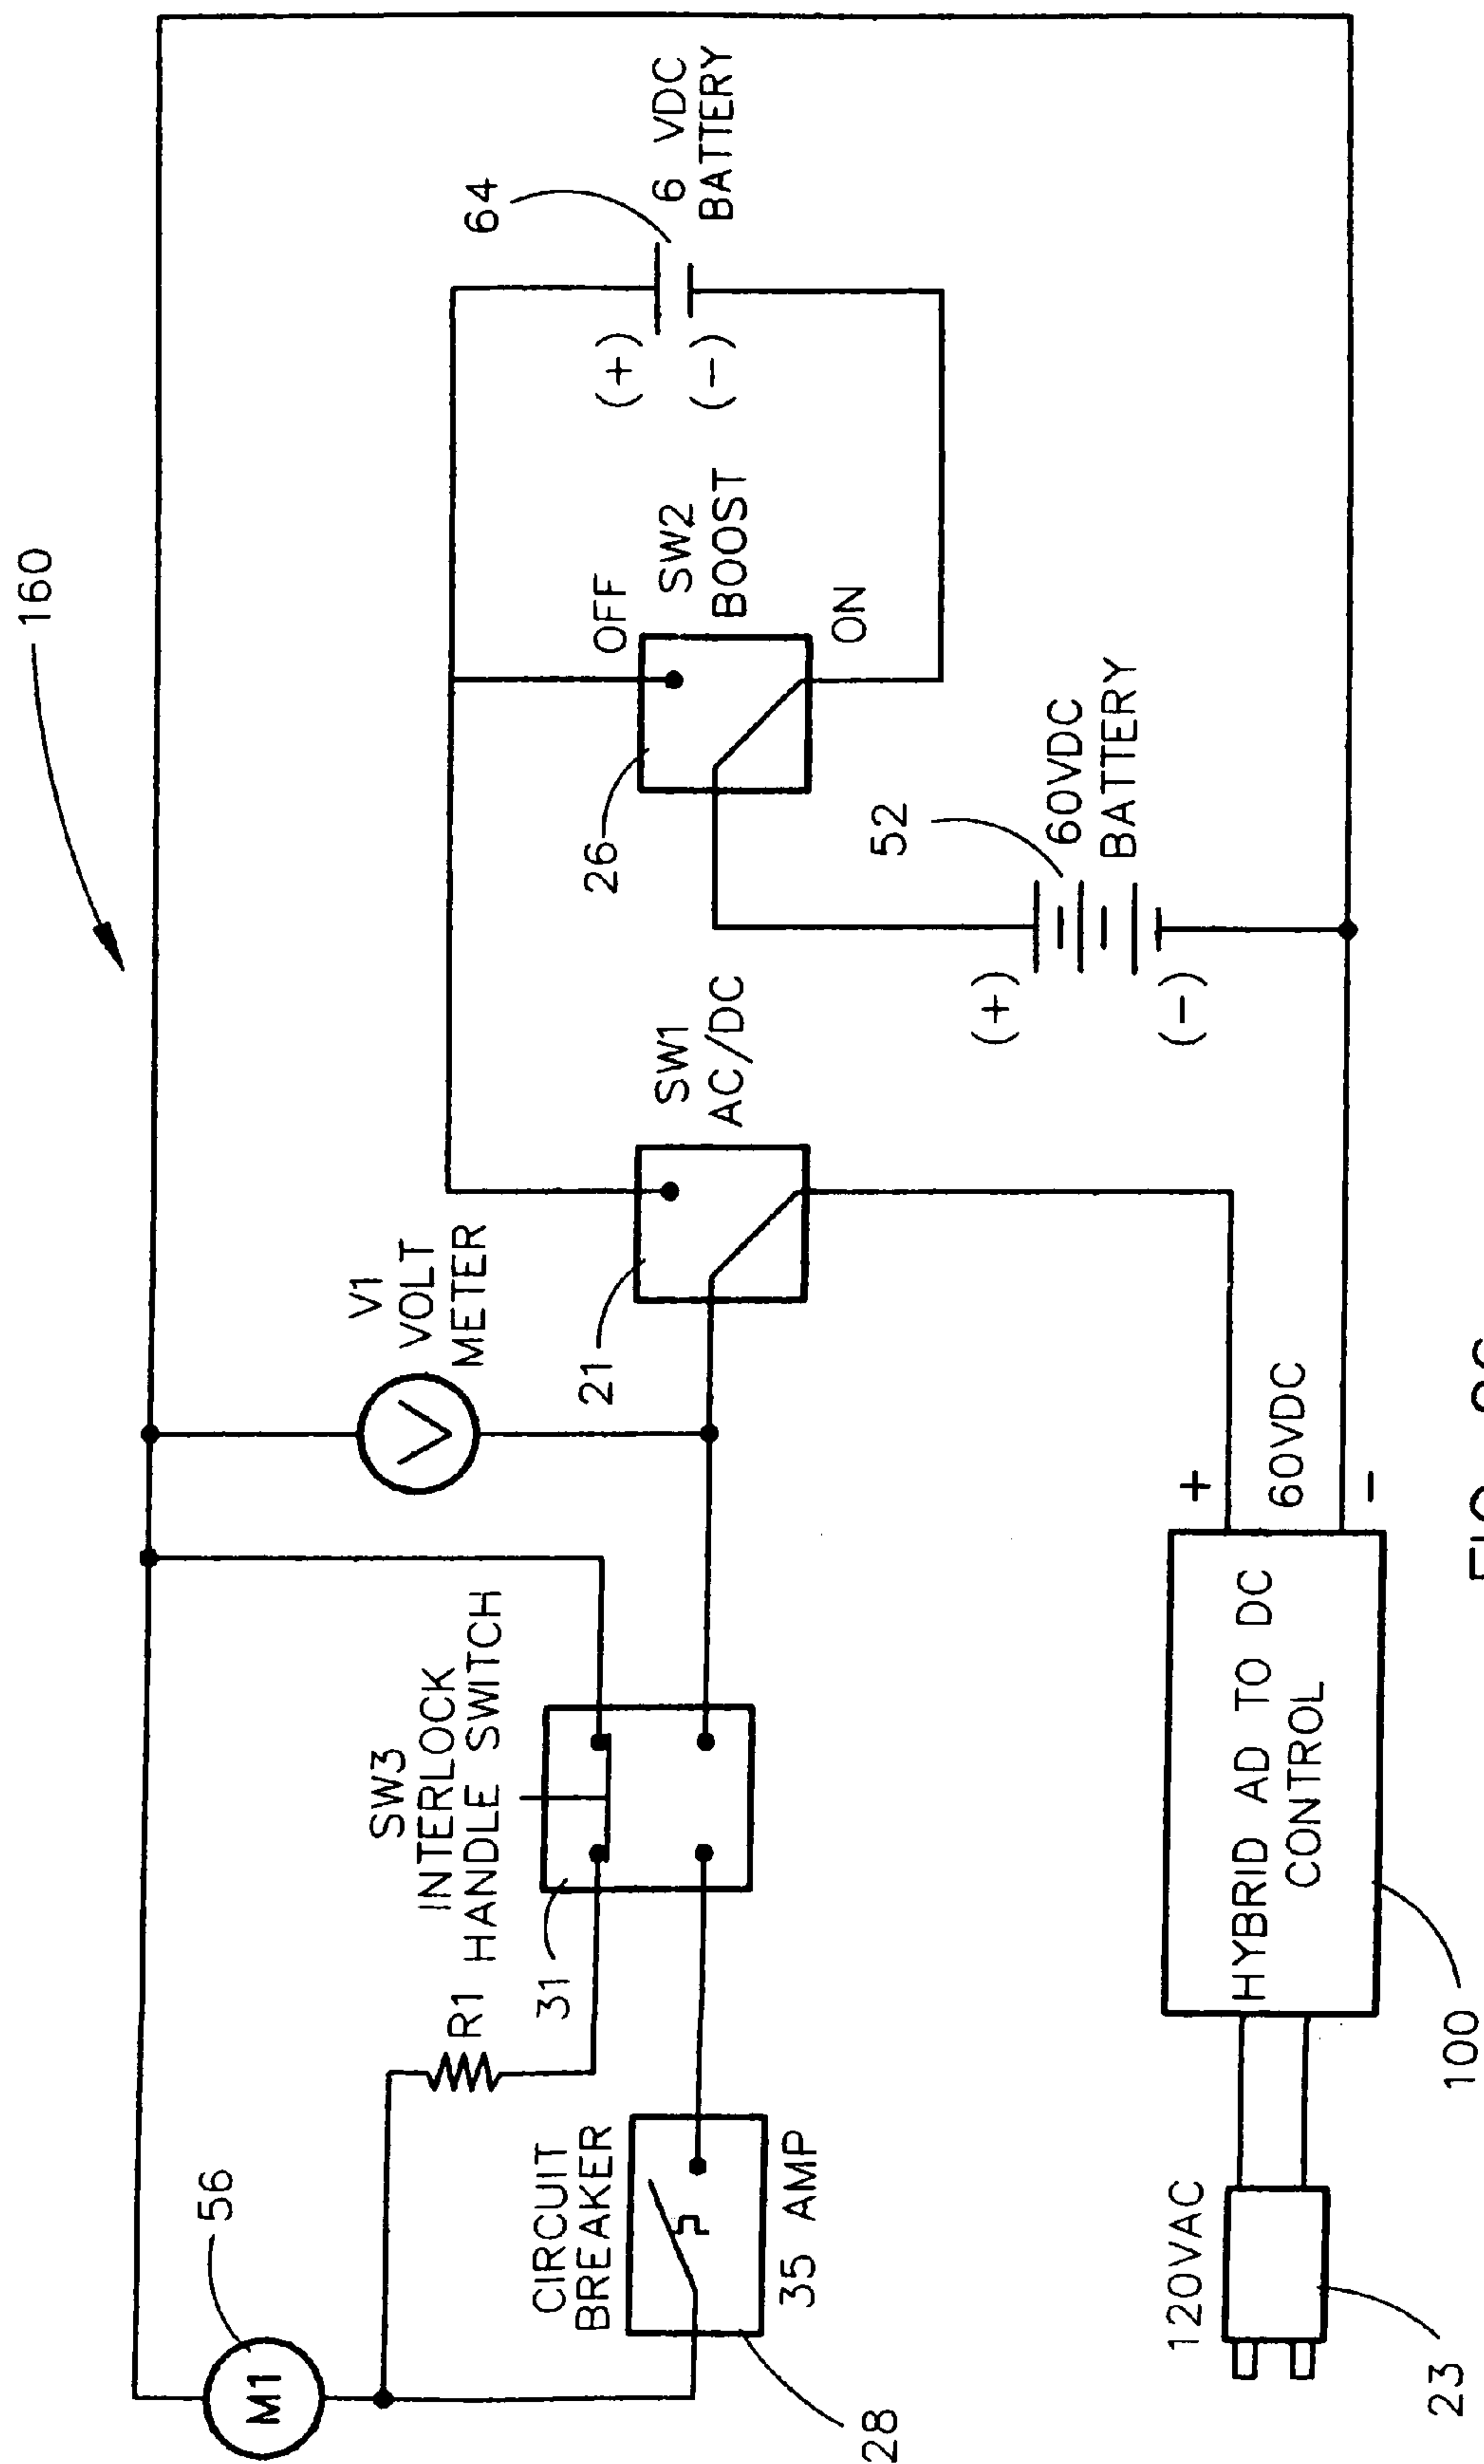 160
56
M1
V1
VOLT
METER
SW3
INTERLOCK
HANDLE SWITCH
R1
31
64
6 VDC
BATTERY
(+)
(-)
CIRCUIT
BREAKER
35 AMP
28
21
SW1
AC/DC
26
OFF
SW2
BOOST
ON
52
60VDC
BATTERY
(+)
(-)
120VAC
23
HYBRID AD TO DC
CONTROL
100
+
60VDC
-